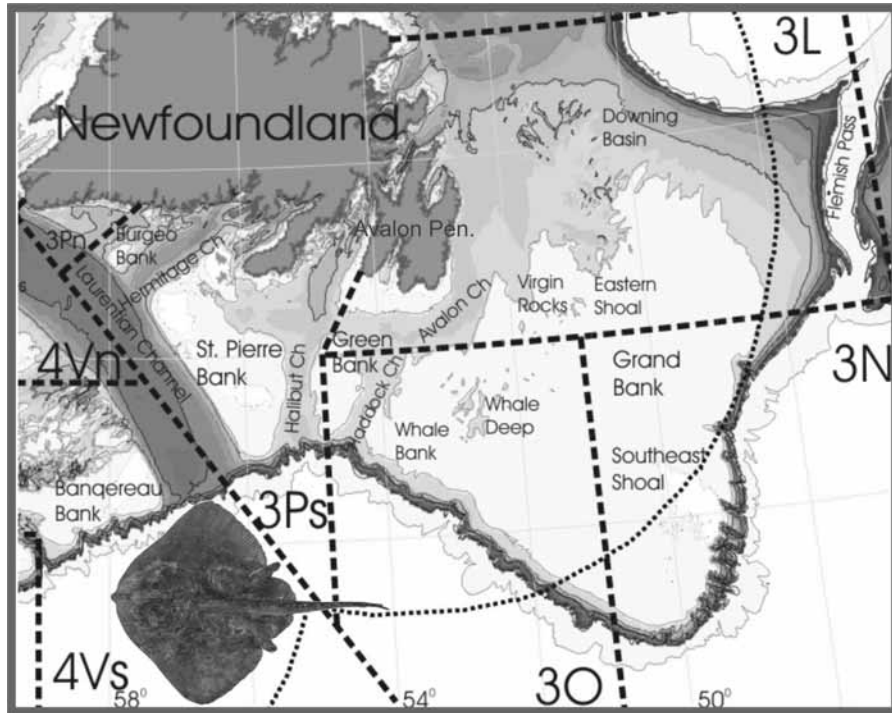 3L
Newfoundland
Downing
Basin
Flemish Pass
3Pn
Burgeo
Bank
Avalon Pen.
Hermitage Ch
Laurentian Channel
Virgin
Rocks
Eastern
Shoal
Avalon Ch
4Vn
St. Pierre
Bank
Halibut Ch
Green
Bank
Haddock Ch
Grand
Bank
3N
Whale
Bank
Whale
Deep
Southeast
Shoal
Banqereau
Bank
3Ps
4Vs
58°
54°
3O
50°